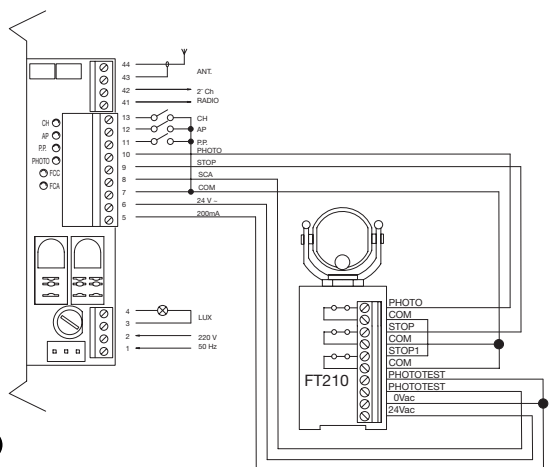 44
43 ANT.
42 2˚ Ch
41 RADIO
13 CH
12 AP
11 P.P.
10 PHOTO
9 STOP
8 SCA
7 COM
6 24 V ~
5 200mA
CH
AP
P.P.
PHOTO
FCC
FCA
4
3 LUX
2 220 V
1 50 Hz
FT210
PHOTO
COM
STOP
COM
STOP1
COM
PHOTOTEST
PHOTOTEST
0Vac
24Vac